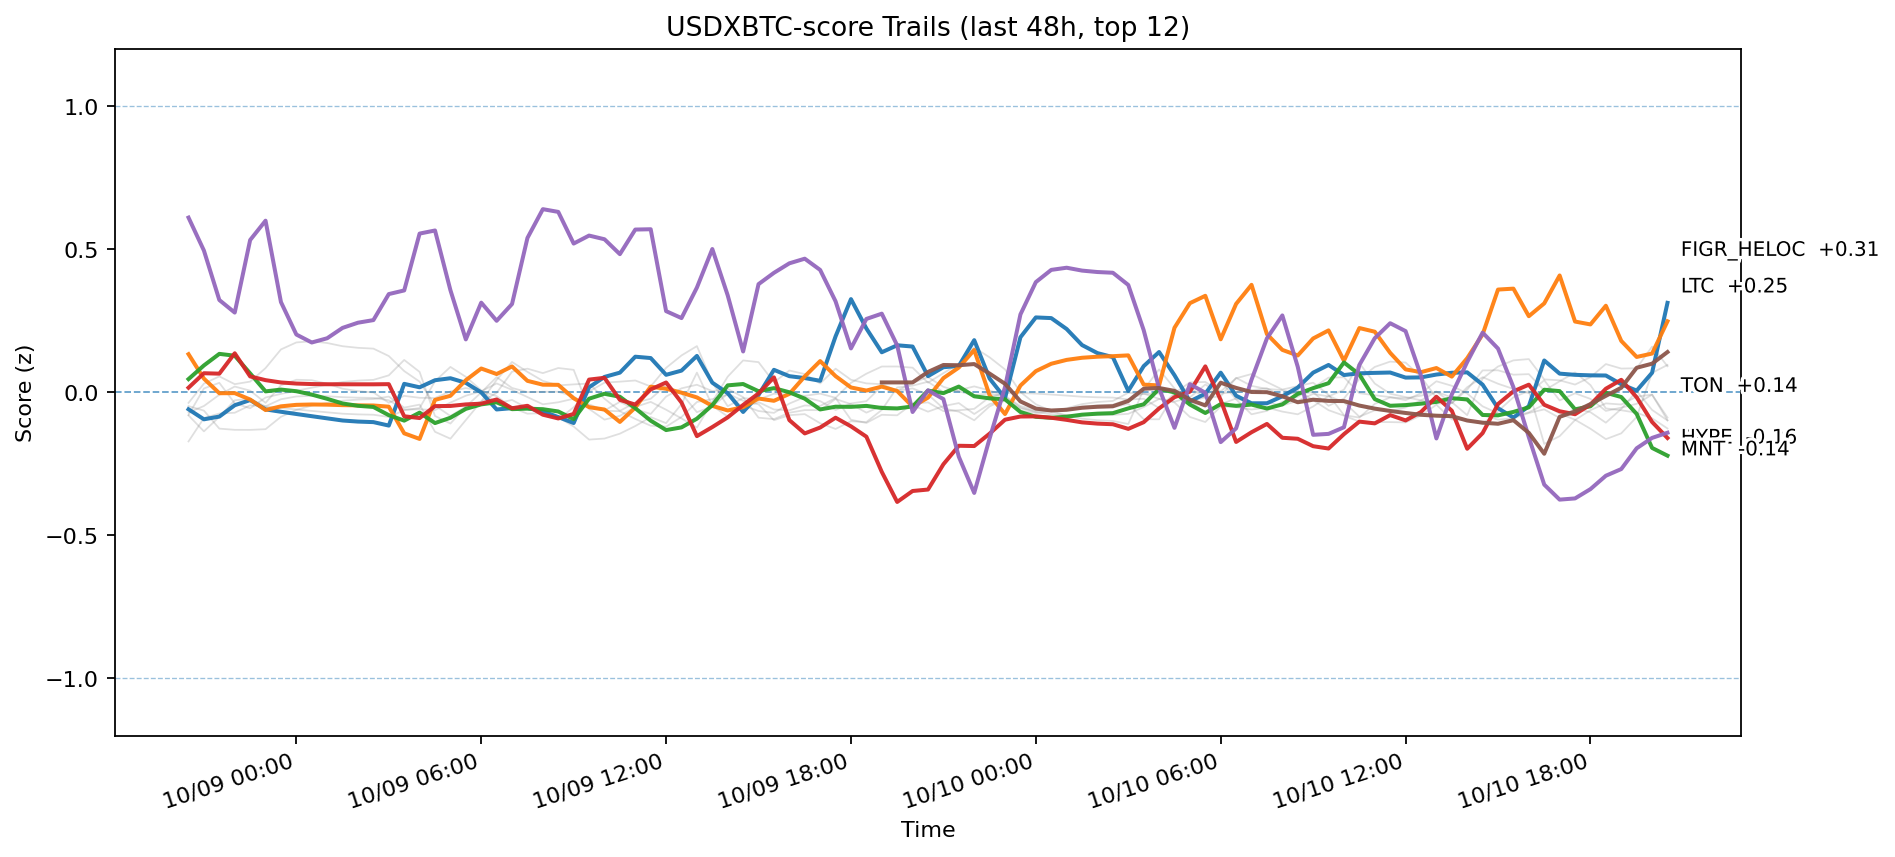 USDXBTC-score Trails (last 48h, top 12)
Score (z)
1.0
0.5
0.0
−0.5
−1.0
FIGR_HELOC +0.31
LTC +0.25
TON +0.14
HYPE -0.16
MNT -0.14
10/09 00:00
10/09 06:00
10/09 12:00
10/09 18:00
10/10 00:00
10/10 06:00
10/10 12:00
10/10 18:00
Time